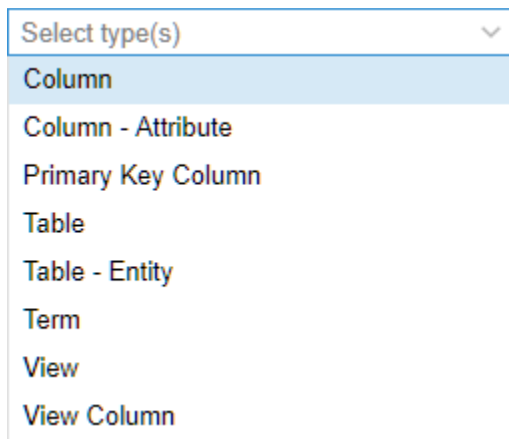 Select type(s)
Column
Column - Attribute
Primary Key Column
Table
Table - Entity
Term
View
View Column